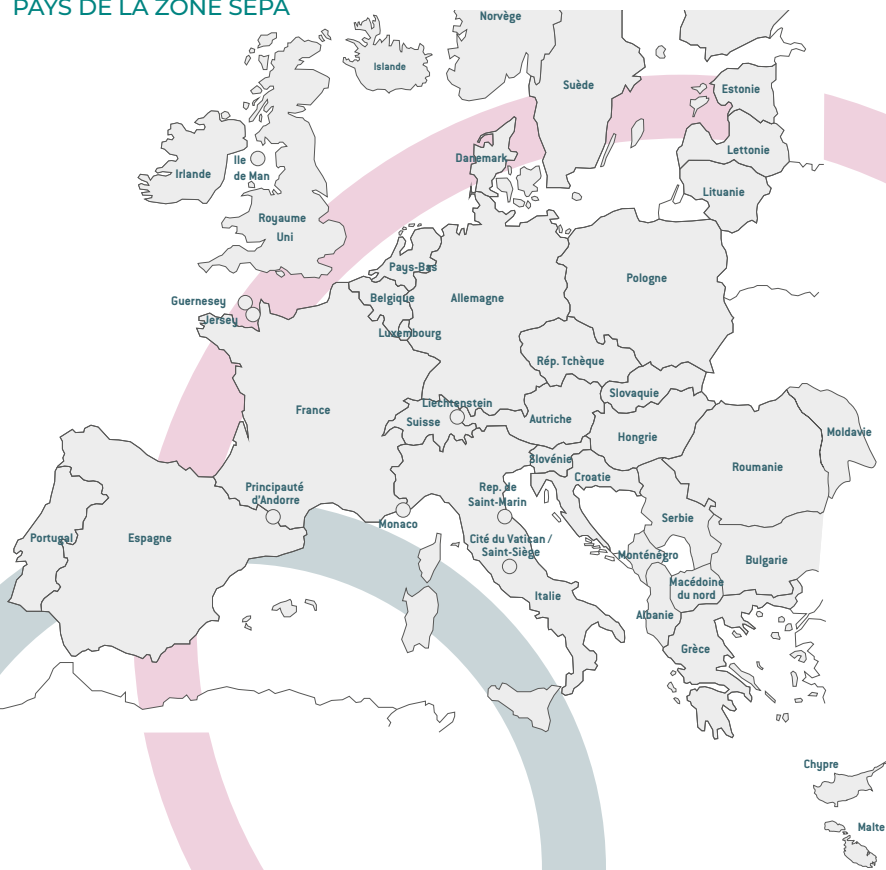 PAYS DE LA ZONE SEPA
Norvège
Islande
Suède
Estonie
Lettonie
Danemark
Ile
de Man
Irlande
Lituanie
Royaume
Uni
Pays-Bas
Pologne
Belgique
Allemagne
Guernesey
Jersey
Luxembourg
Rép. Tchèque
Slovaquie
Liechtenstein
France
Suisse
Autriche
Hongrie
Moldavie
Slovénie
Roumanie
Croatie
Principauté
d'Andorre
Rep. de
Saint-Marin
Monaco
Serbie
Portugal
Espagne
Cité du Vatican /
Saint-Siège
Monténégro
Bulgarie
Macédoine
du nord
Italie
Albanie
Grèce
Chypre
Malte